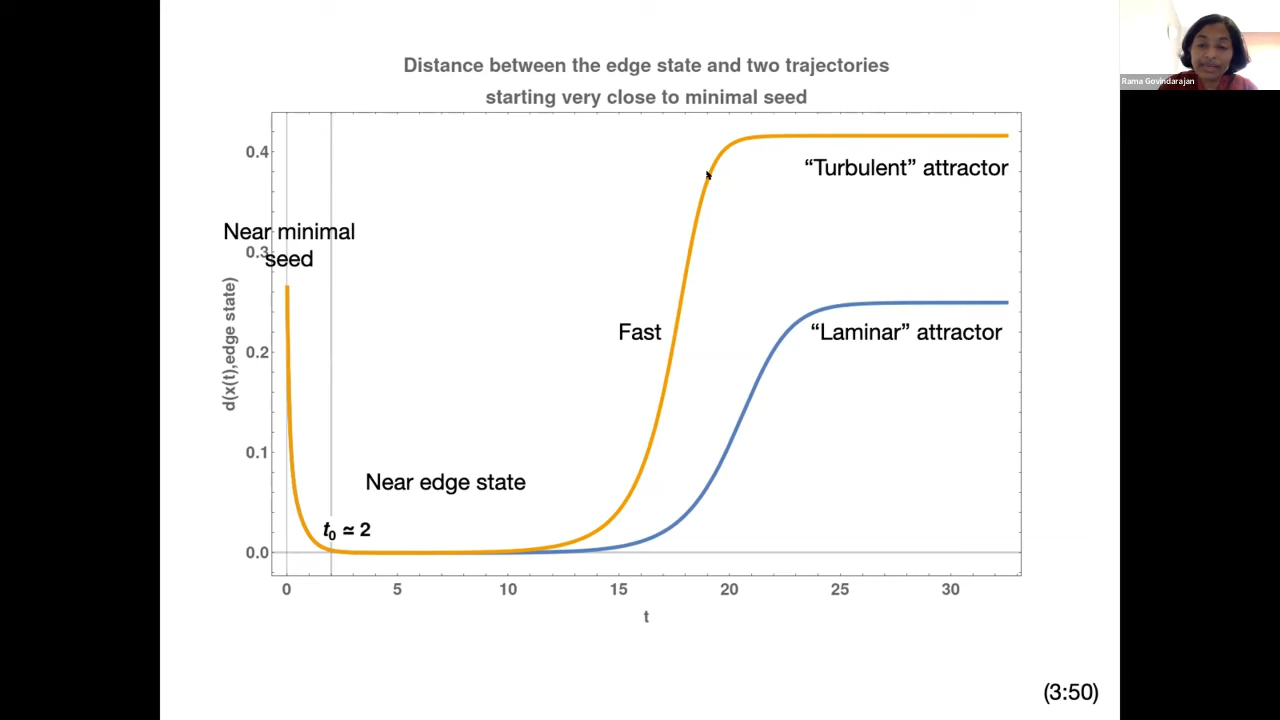 Rama Govindarajan
Distance between the edge state and two trajectories
starting very close to minimal seed
0.4
"Turbulent" attractor
Near minimal
0.3
seed
d(x(t),edge state)
Fast
"Laminar" attractor
0.2
0.1
Near edge state
t₀ ≃ 2
0.0
0 5 10 15 20 25 30
t
(3:50)